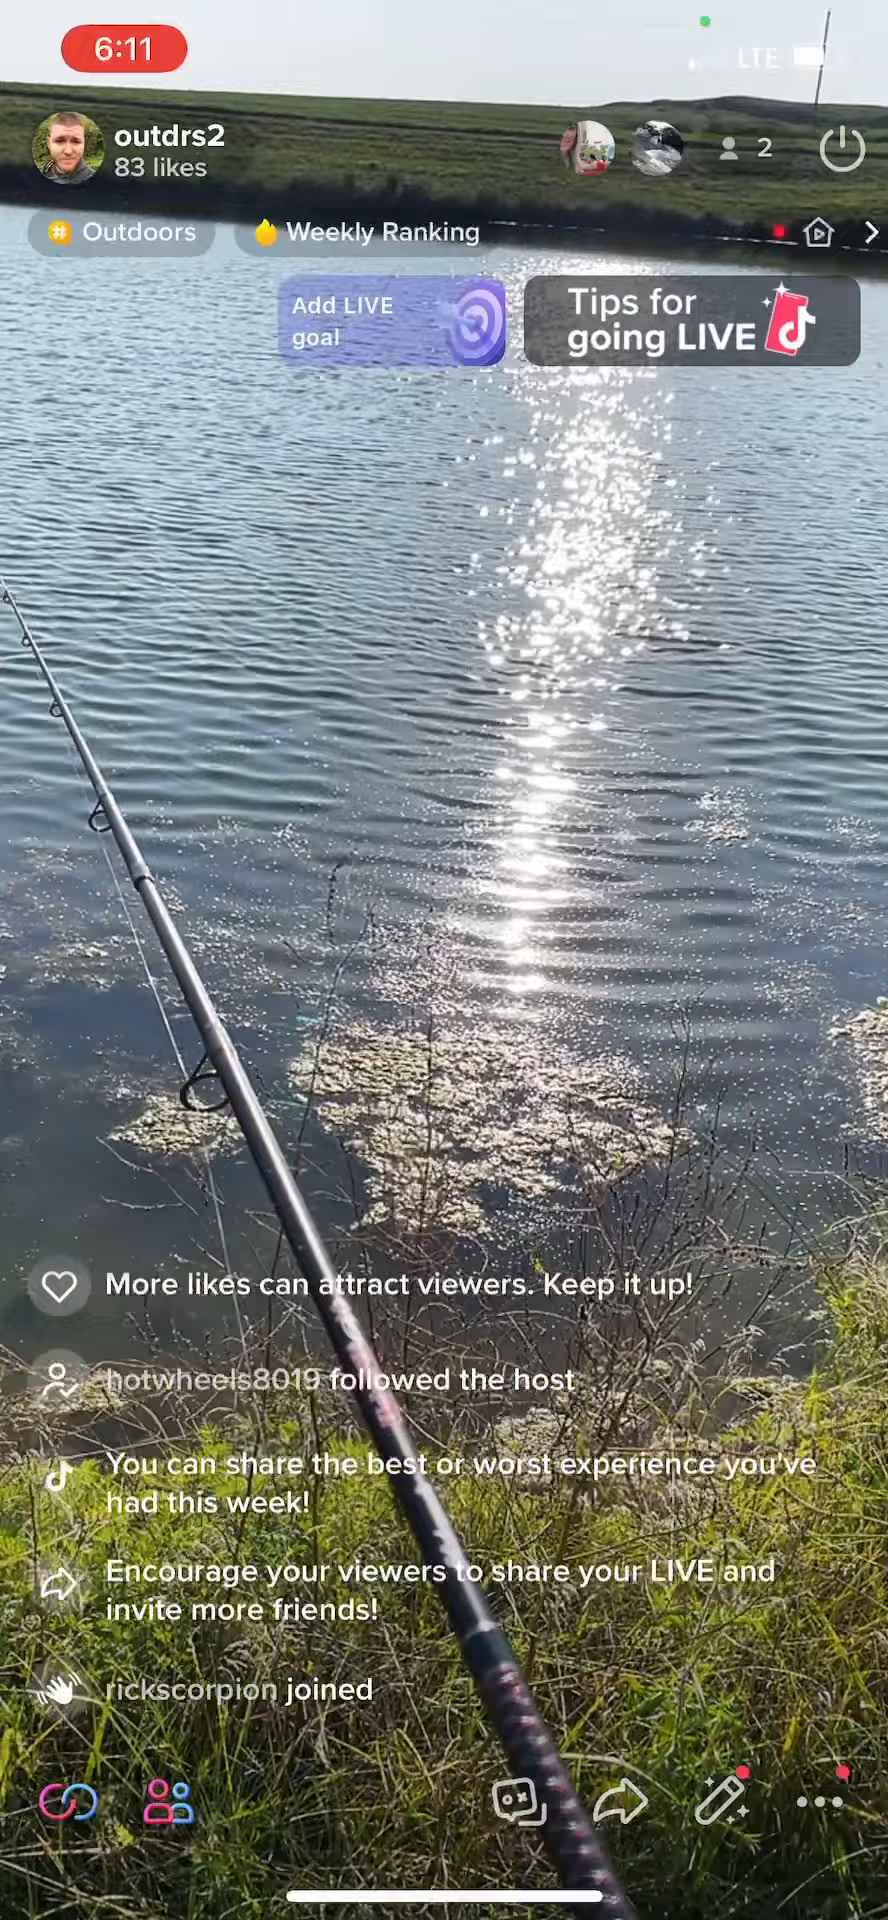 6:11
LTE
outdrs2
83 likes
2
Outdoors
Weekly Ranking
Add LIVE
goal
Tips for
going LIVE
More likes can attract viewers. Keep it up!
hotwheels8019 followed the host
You can share the best or worst experience you've
had this week!
Encourage your viewers to share your LIVE and
invite more friends!
rickscorpion joined